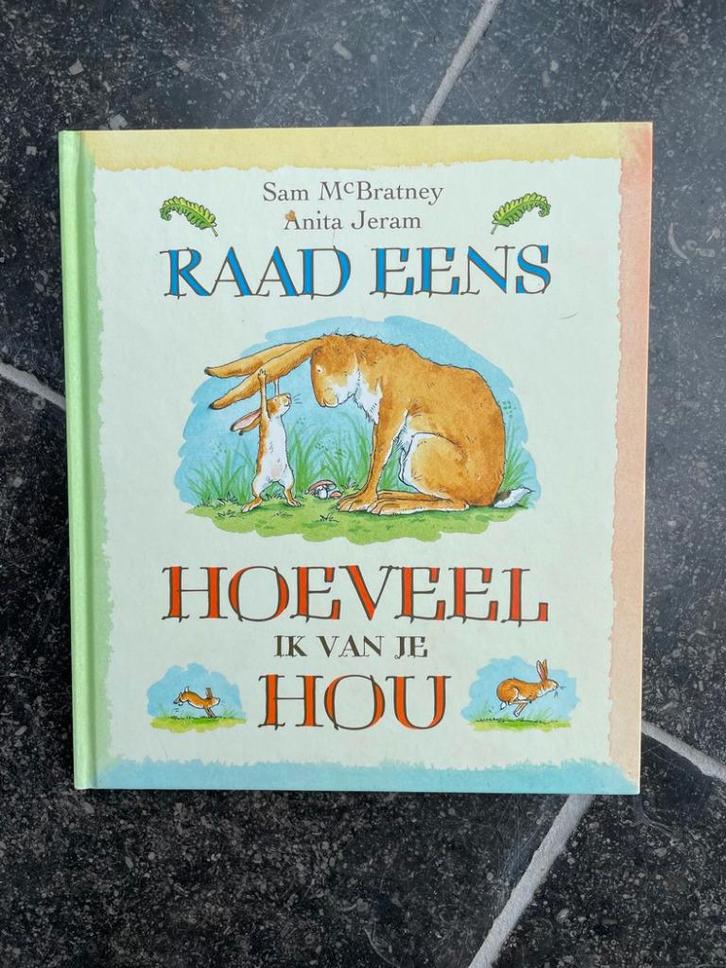 Sam McBratney
Anita Jeram
RAAD EENS
HOEVEEL
IK VAN JE
HOU